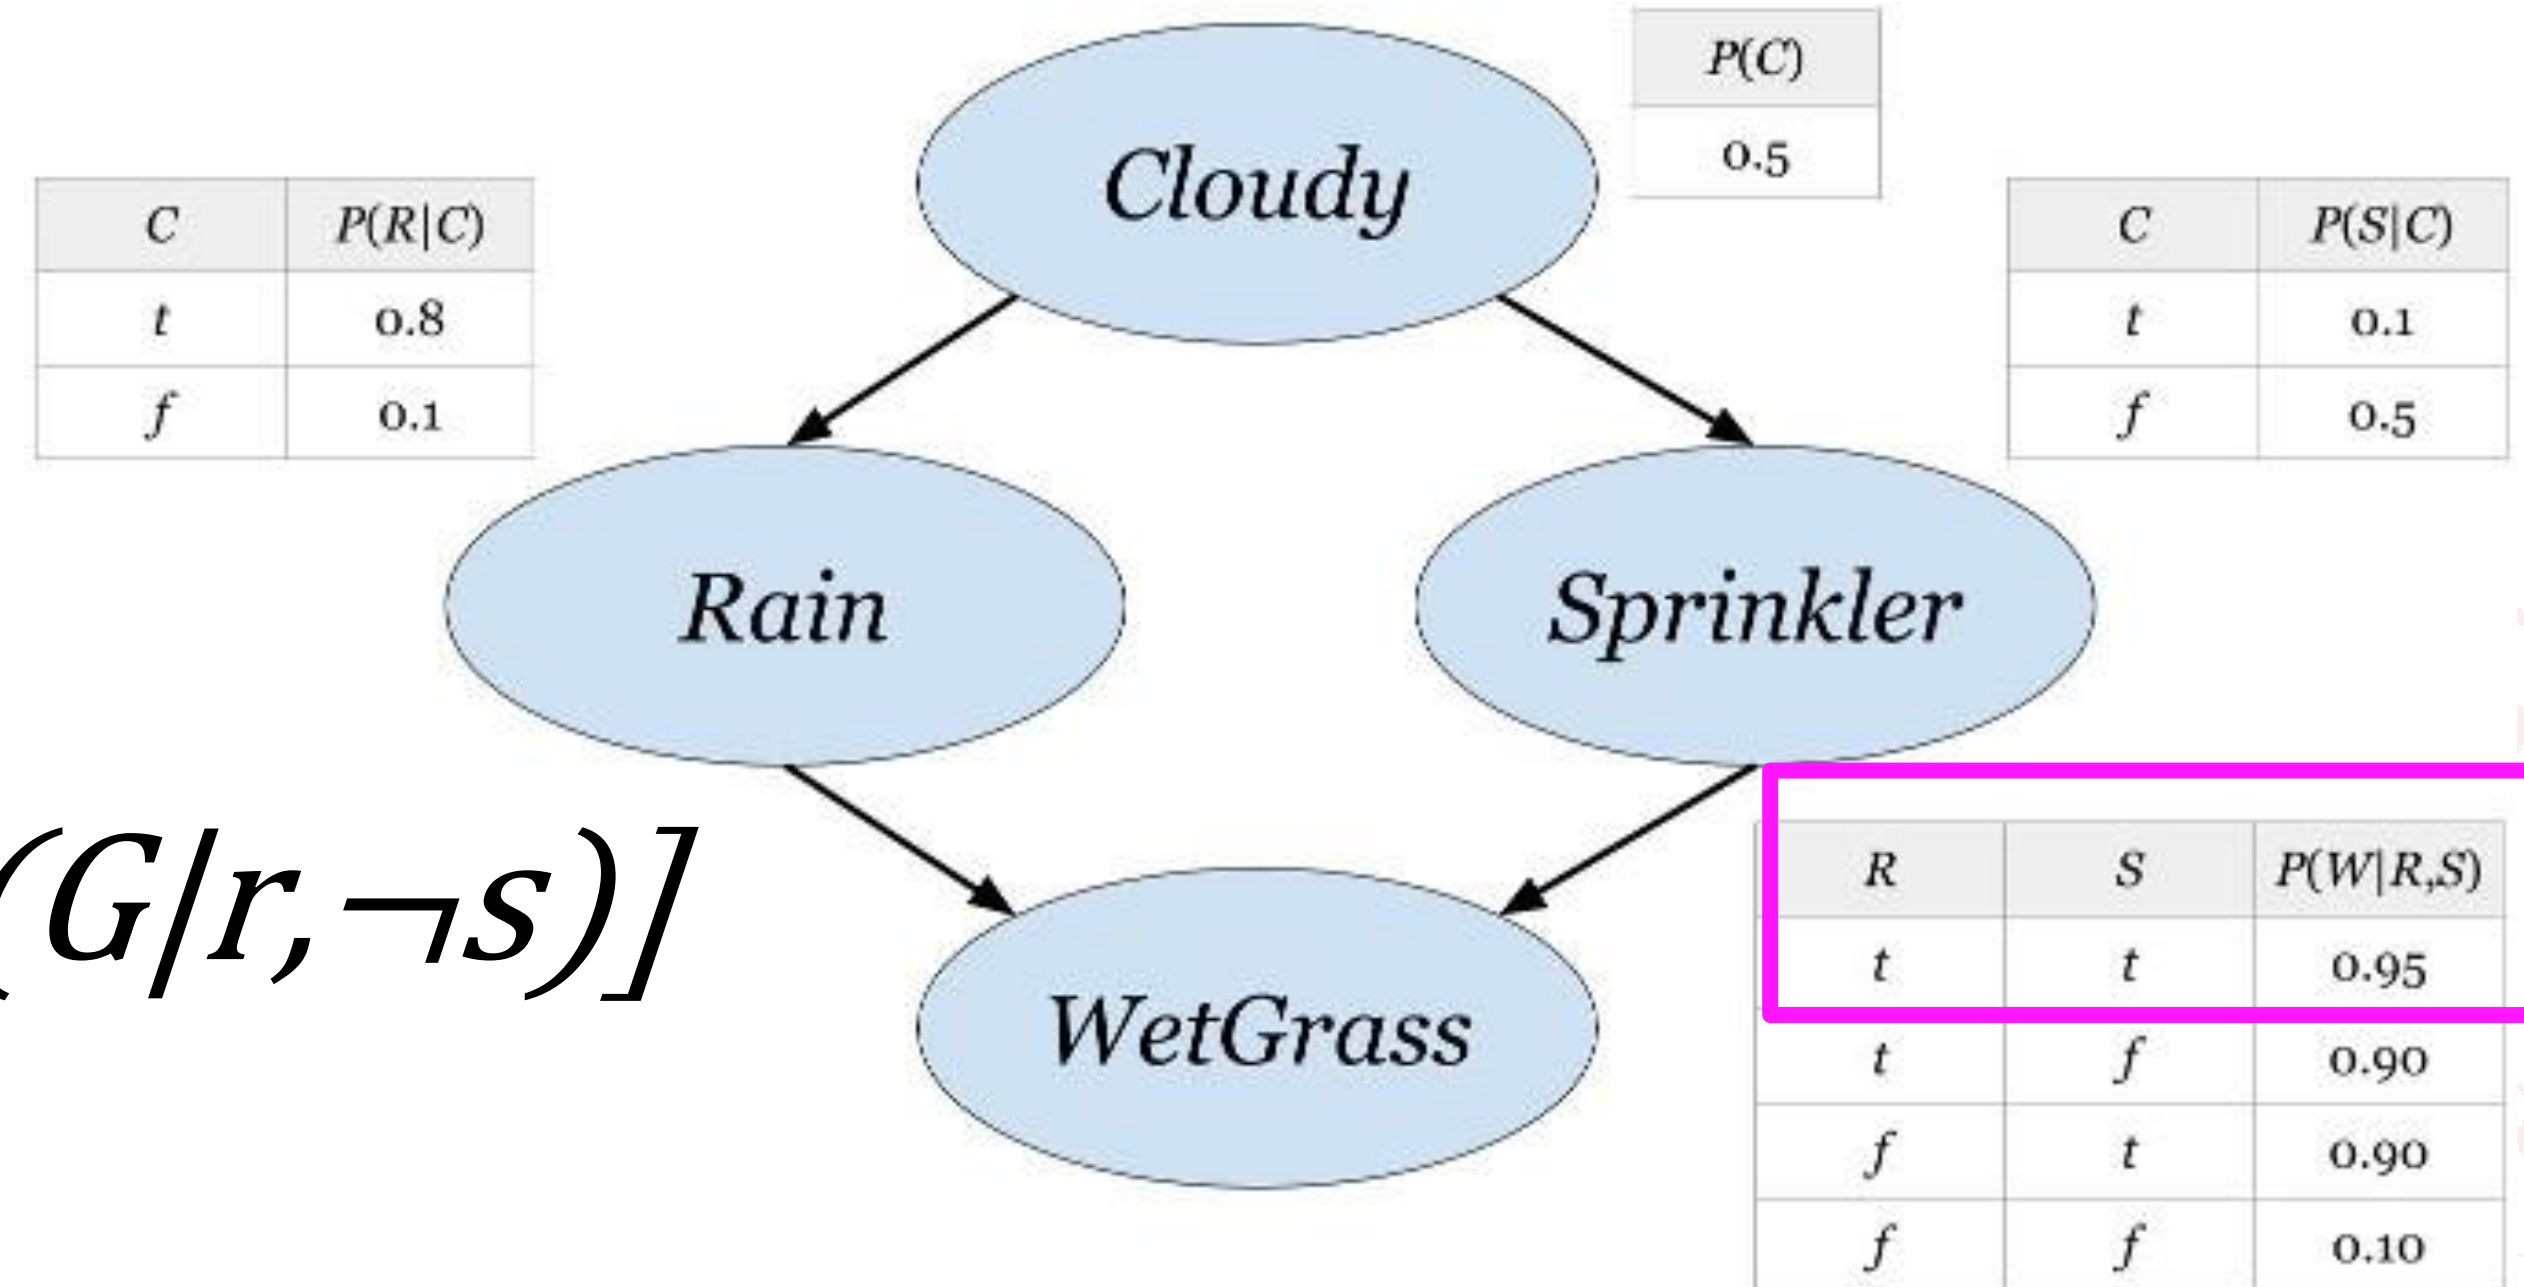 P(C)
0.5
Cloudy
C P(R|C)
t 0.8
f 0.1
C P(S|C)
t 0.1
f 0.5
Rain
Sprinkler
(G|r,¬s)]
WetGrass
R S P(W|R,S)
t t 0.95
t f 0.90
f t 0.90
f f 0.10